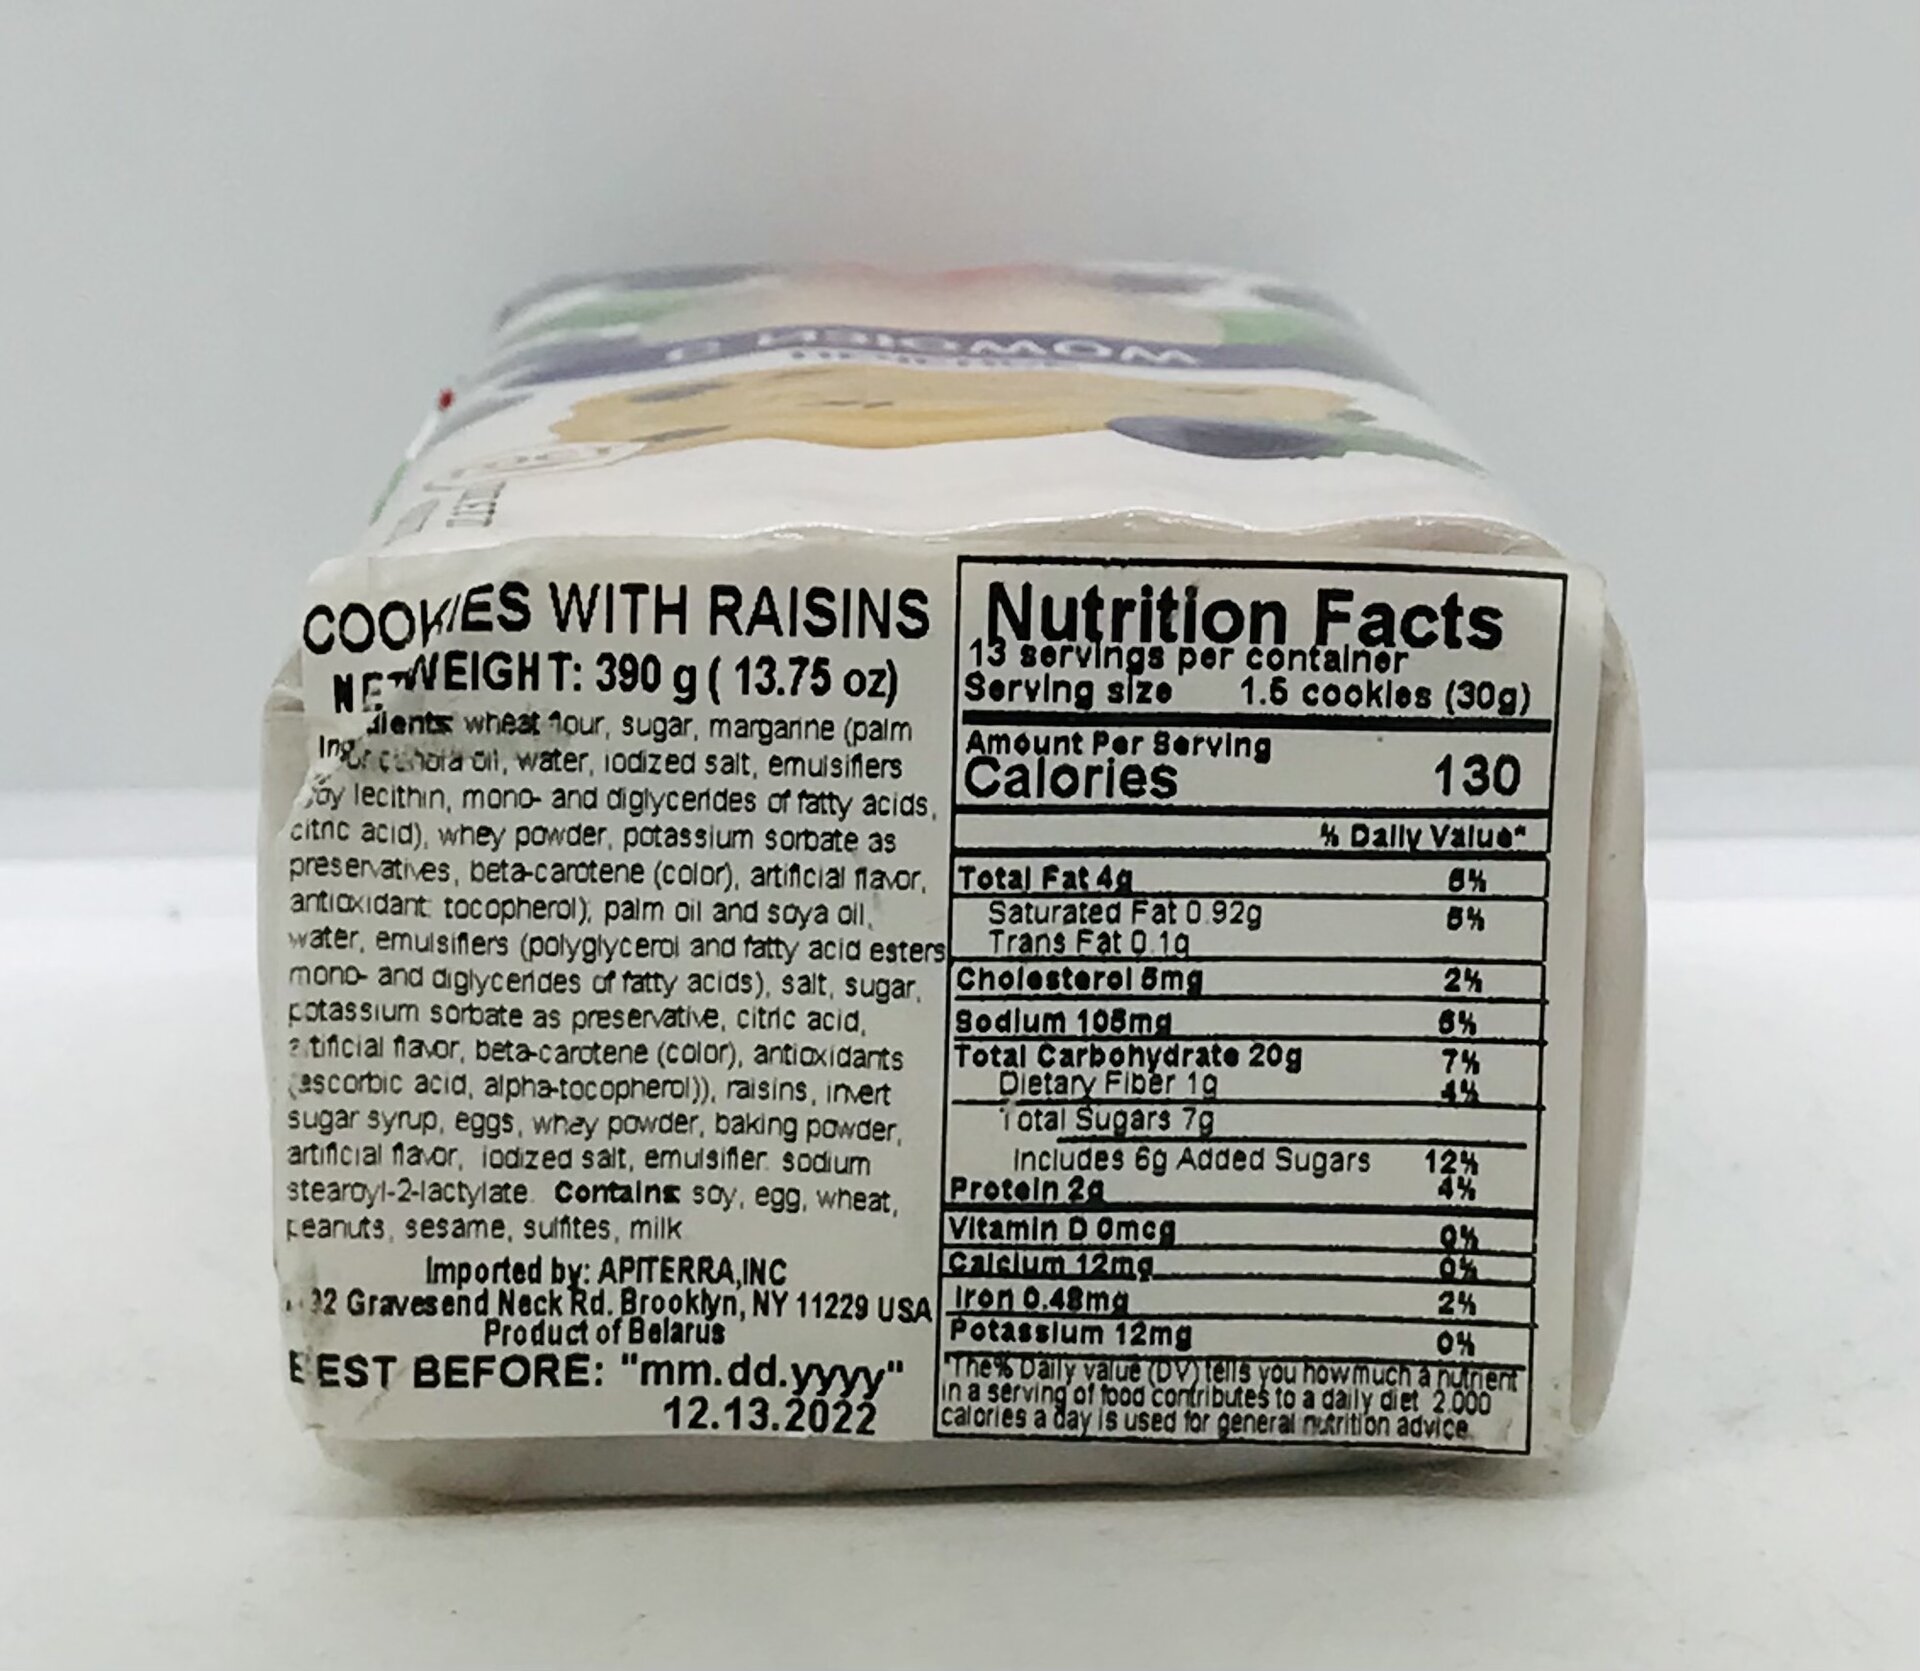 С ИЗЮМОМ
ГОСТ
COOKIES WITH RAISINS
NET WEIGHT: 390 g ( 13.75 oz)
wheat flour, sugar, margarine (palm
oil, water, iodized salt, emulsifiers
soy lecithin, mono- and diglycerides of fatty acids,
citric acid), whey powder, potassium sorbate as
preservatives, beta-carotene (color), artificial flavor,
antioxidant: tocopherol), palm oil and soya oil,
water, emulsifiers (polyglycerol and fatty acid esters
mono- and diglycerides of fatty acids), salt, sugar,
potassium sorbate as preservative, citric acid,
artificial flavor, beta-carotene (color), antioxidants
(ascorbic acid, alpha-tocopherol)), raisins, invert
sugar syrup, eggs, whey powder, baking powder,
artificial flavor, iodized salt, emulsifier: sodium
stearoyl-2-lactylate. Contains: soy, egg, wheat,
peanuts, sesame, sulfites, milk
Imported by: APITERRA,INC
Gravesend Neck Rd. Brooklyn, NY 11229 USA
Product of Belarus
BEST BEFORE: "mm.dd.yyyy"
12.13.2022
Nutrition Facts
13 servings per container
Serving size 1.5 cookies (30g)
Amount Per Serving
Calories 130
% Daily Value*
Total Fat 4g
Saturated Fat 0.92g 5%
Trans Fat 0.1g
Cholesterol 5mg 2%
Sodium 105mg
Total Carbohydrate 20g 7%
Dietary Fiber 1g 4%
Total Sugars 7g
Includes 6g Added Sugars 12%
Protein 2g 4%
Vitamin D 0mcg 0%
Calcium 12mg 0%
Iron 0.48mg 2%
Potassium 12mg 0%
*The % Daily value (DV) tells you how much a nutrient
in a serving of food contributes to a daily diet 2.000
calories a day is used for general nutrition advice.